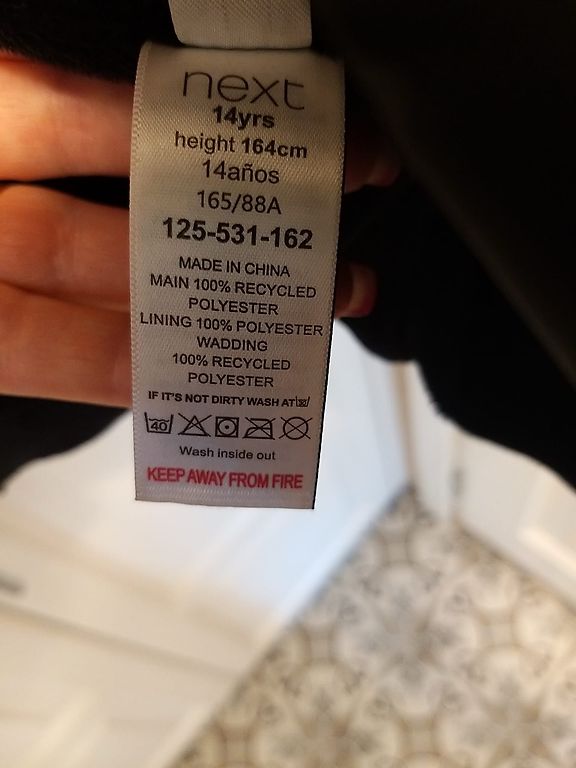 next
14yrs
height 164cm
14años
165/88A
125-531-162
MADE IN CHINA
MAIN 100% RECYCLED
POLYESTER
LINING 100% POLYESTER
WADDING
100% RECYCLED
POLYESTER
IF IT'S NOT DIRTY WASH AT
40
Wash inside out
KEEP AWAY FROM FIRE